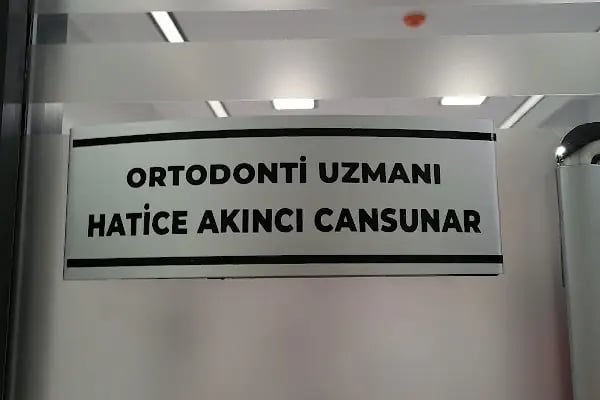 ORTODONTİ UZMANI
HATİCE AKINCI CANSUNAR